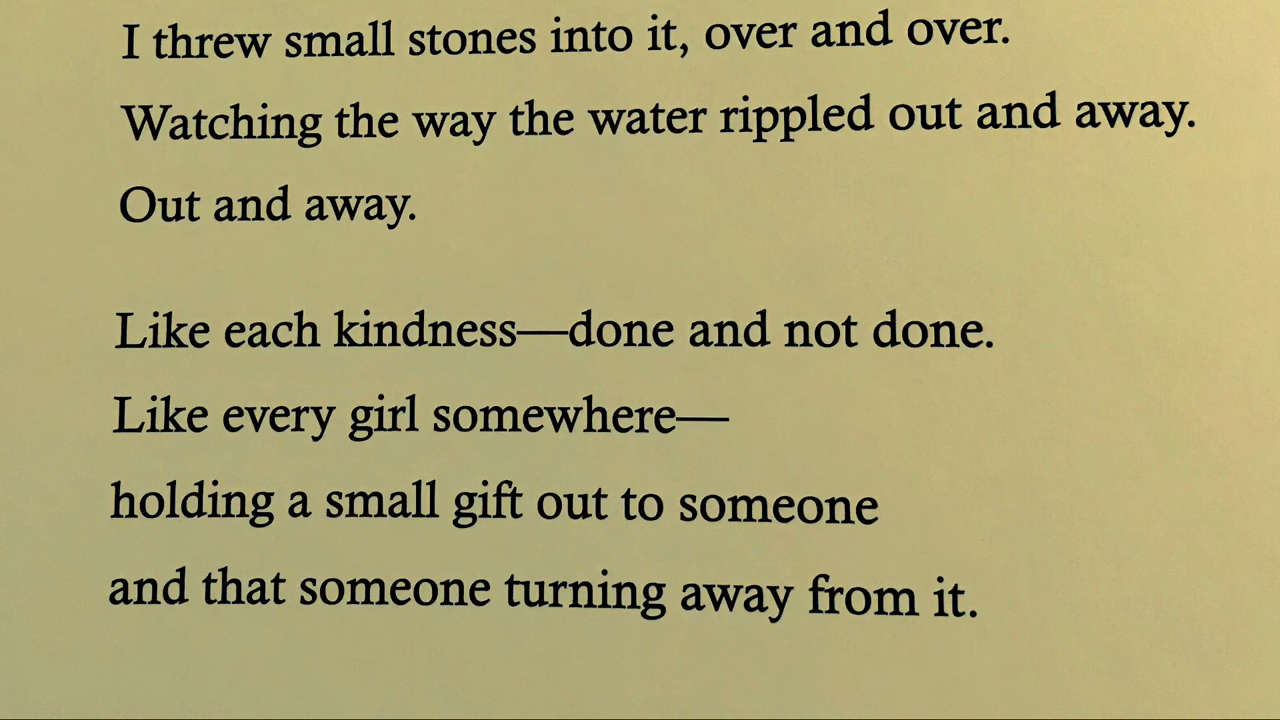 I threw small stones into it, over and over.
Watching the way the water rippled out and away.
Out and away.
Like each kindness—done and not done.
Like every girl somewhere—
holding a small gift out to someone
and that someone turning away from it.